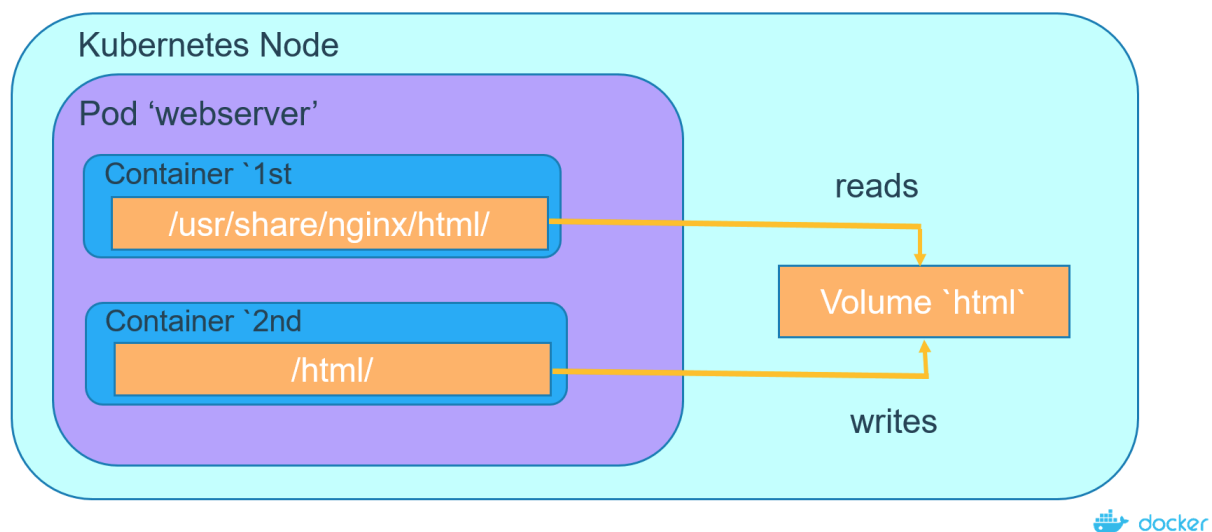 Kubernetes Node
Pod ‘webserver’
Container `1st
/usr/share/nginx/html/
reads
Volume `html`
Container `2nd
/html/
writes
docker